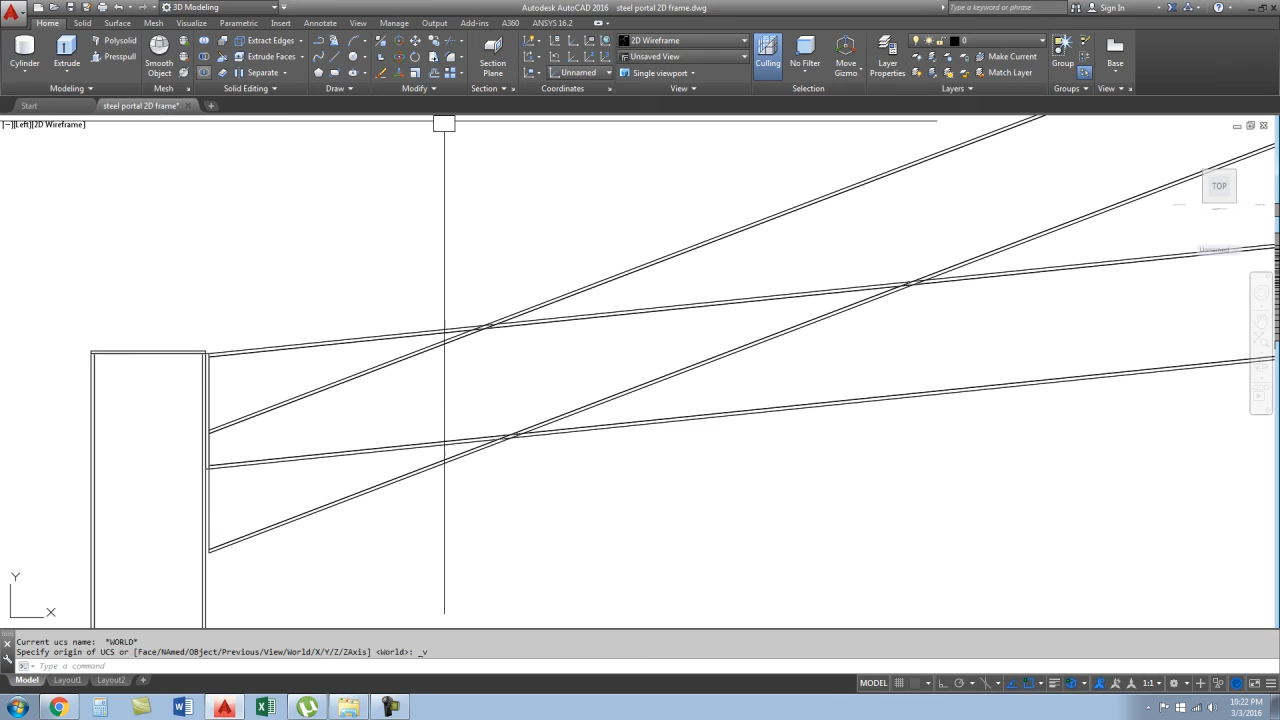 3D Modeling
Autodesk AutoCAD 2016 steel portal 2D frame.dwg
Type a keyword or phrase
Sign In
Home Solid Surface Mesh Visualize Parametric Insert Annotate View Manage Output Add-ins A360 ANSYS 16.2
Cylinder
Extrude
Polysolid
Presspull
Smooth
Object
Extract Edges
Extrude Faces
Separate
Section
Plane
Unnamed
2D Wireframe
Unsaved View
Single viewport
Culling
No Filter
Move
Gizmo
Layer
Properties
0
Make Current
Match Layer
Group
Base
Modeling Mesh Solid Editing Draw Modify Section Coordinates View Selection Layers Groups View
Start steel portal 2D frame*
[−][Left][2D Wireframe]
TOP
Unnamed
Y
X
Current ucs name: *WORLD*
Specify origin of UCS or [Face/NAmed/OBject/Previous/View/World/X/Y/Z/ZAxis] <World>: _v
Type a command
Model Layout1 Layout2
MODEL
1:1
10:22 PM
3/3/2016